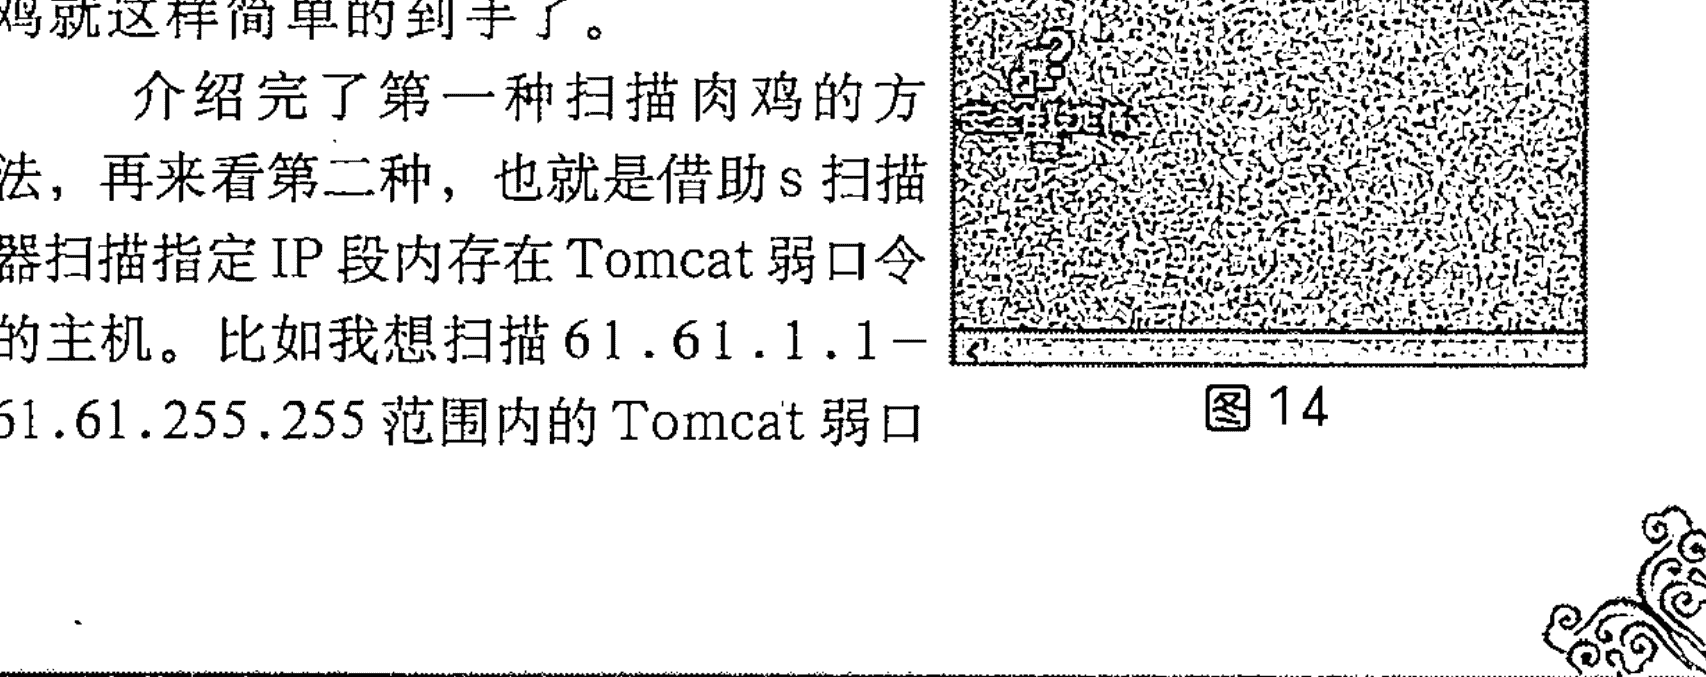 鸡就这样简单的到手了。
介绍完了第一种扫描肉鸡的方
法，再来看第二种，也就是借助s扫描
器扫描指定IP段内存在Tomcat弱口令
的主机。比如我想扫描61.61.1.1－
61.61.255.255范围内的Tomcat弱口
图14